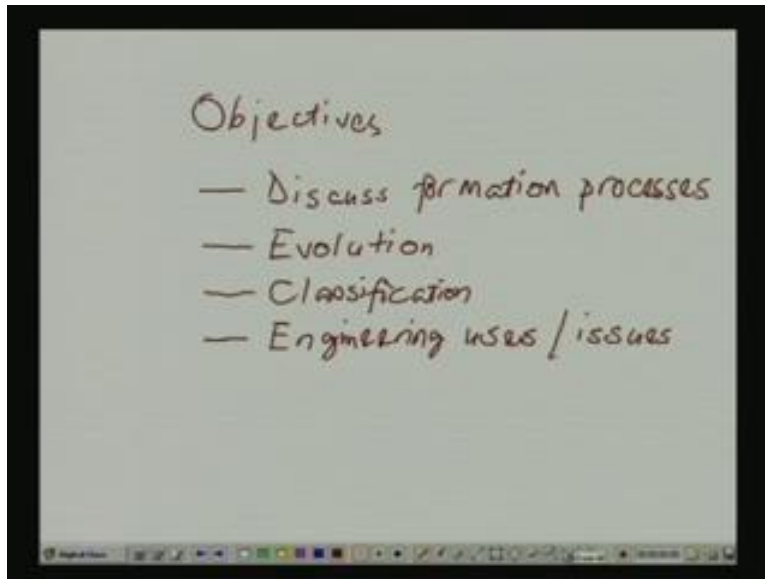 Objectives
— Discuss formation processes
— Evolution
— Classification
— Engineering uses / issues